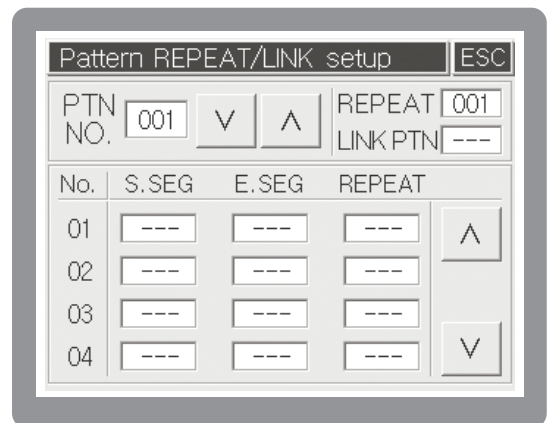 Pattern REPEAT/LINK setup ESC
PTN NO. 001 V Λ REPEAT 001
LINK PTN ---
No. S.SEG E.SEG REPEAT
01 --- --- --- Λ
02 --- --- ---
03 --- --- ---
04 --- --- --- V